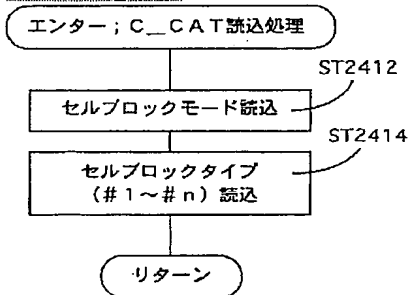 エンター；C＿CAT読込処理
ST2412
セルブロックモード読込
ST2414
セルブロックタイプ
（＃1～＃n）読込
リターン